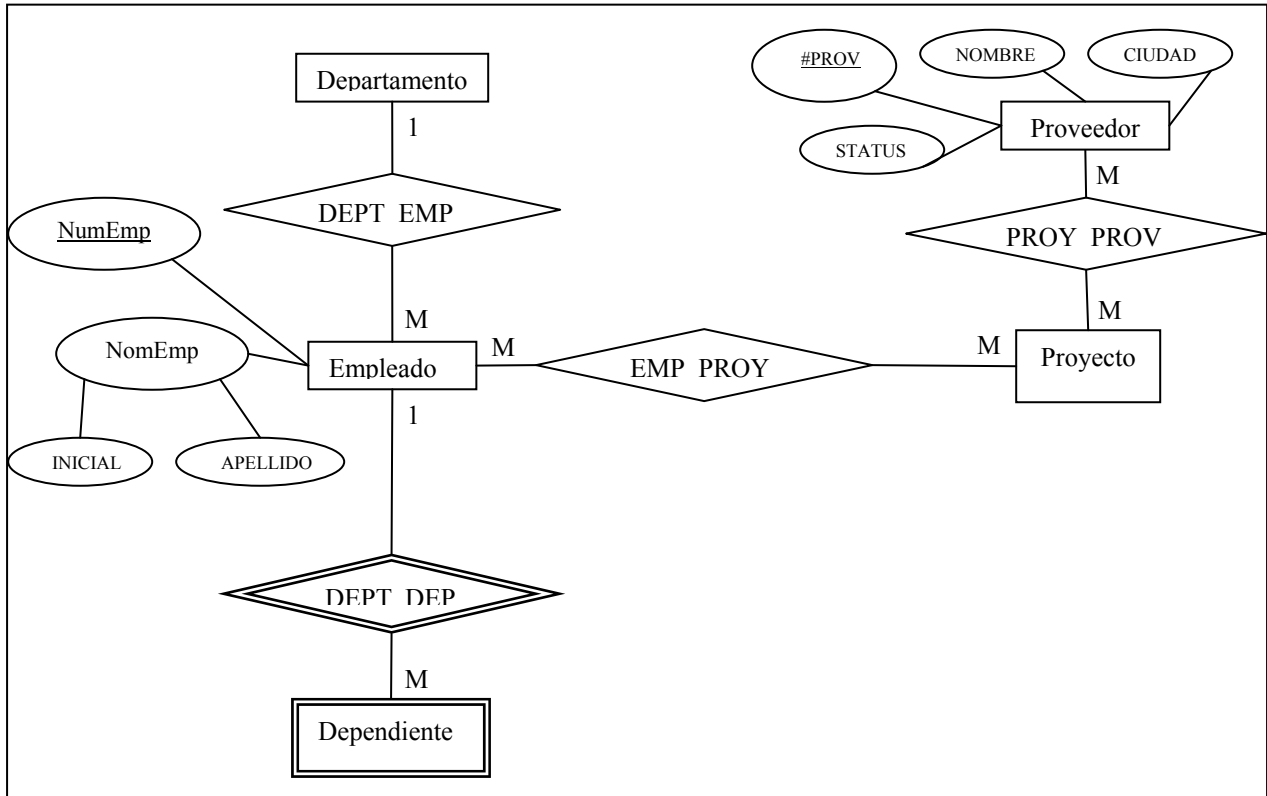 #PROV
NOMBRE
CIUDAD
Departamento
Proveedor
STATUS
1
M
DEPT EMP
NumEmp
PROY PROV
M
M
NomEmp
Empleado
M
EMP PROY
M
Proyecto
1
INICIAL
APELLIDO
DEPT DEP
M
Dependiente